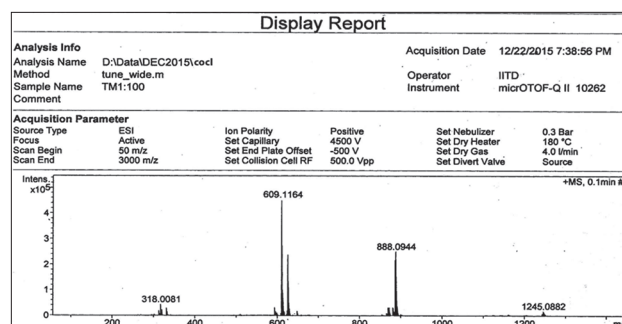 Display Report
Analysis Info
Acquisition Date 12/22/2015 7:38:56 PM
Analysis Name D:\Data\DEC2015\cocl
Method tune_wide.m Operator IITD
Sample Name TM1:100 Instrument micrOTOF-Q II 10262
Comment
Acquisition Parameter
Source Type ESI Ion Polarity Positive Set Nebulizer 0.3 Bar
Focus Active Set Capillary 4500 V Set Dry Heater 180 °C
Scan Begin 50 m/z Set End Plate Offset -500 V Set Dry Gas 4.0 l/min
Scan End 3000 m/z Set Collision Cell RF 500.0 Vpp Set Divert Valve Source
Intens.
x10⁵
+MS, 0.1min #
609.1164
4
3
888.0944
2
1
318.0081
1245.0882
0
200 400 600 800 1000 1200